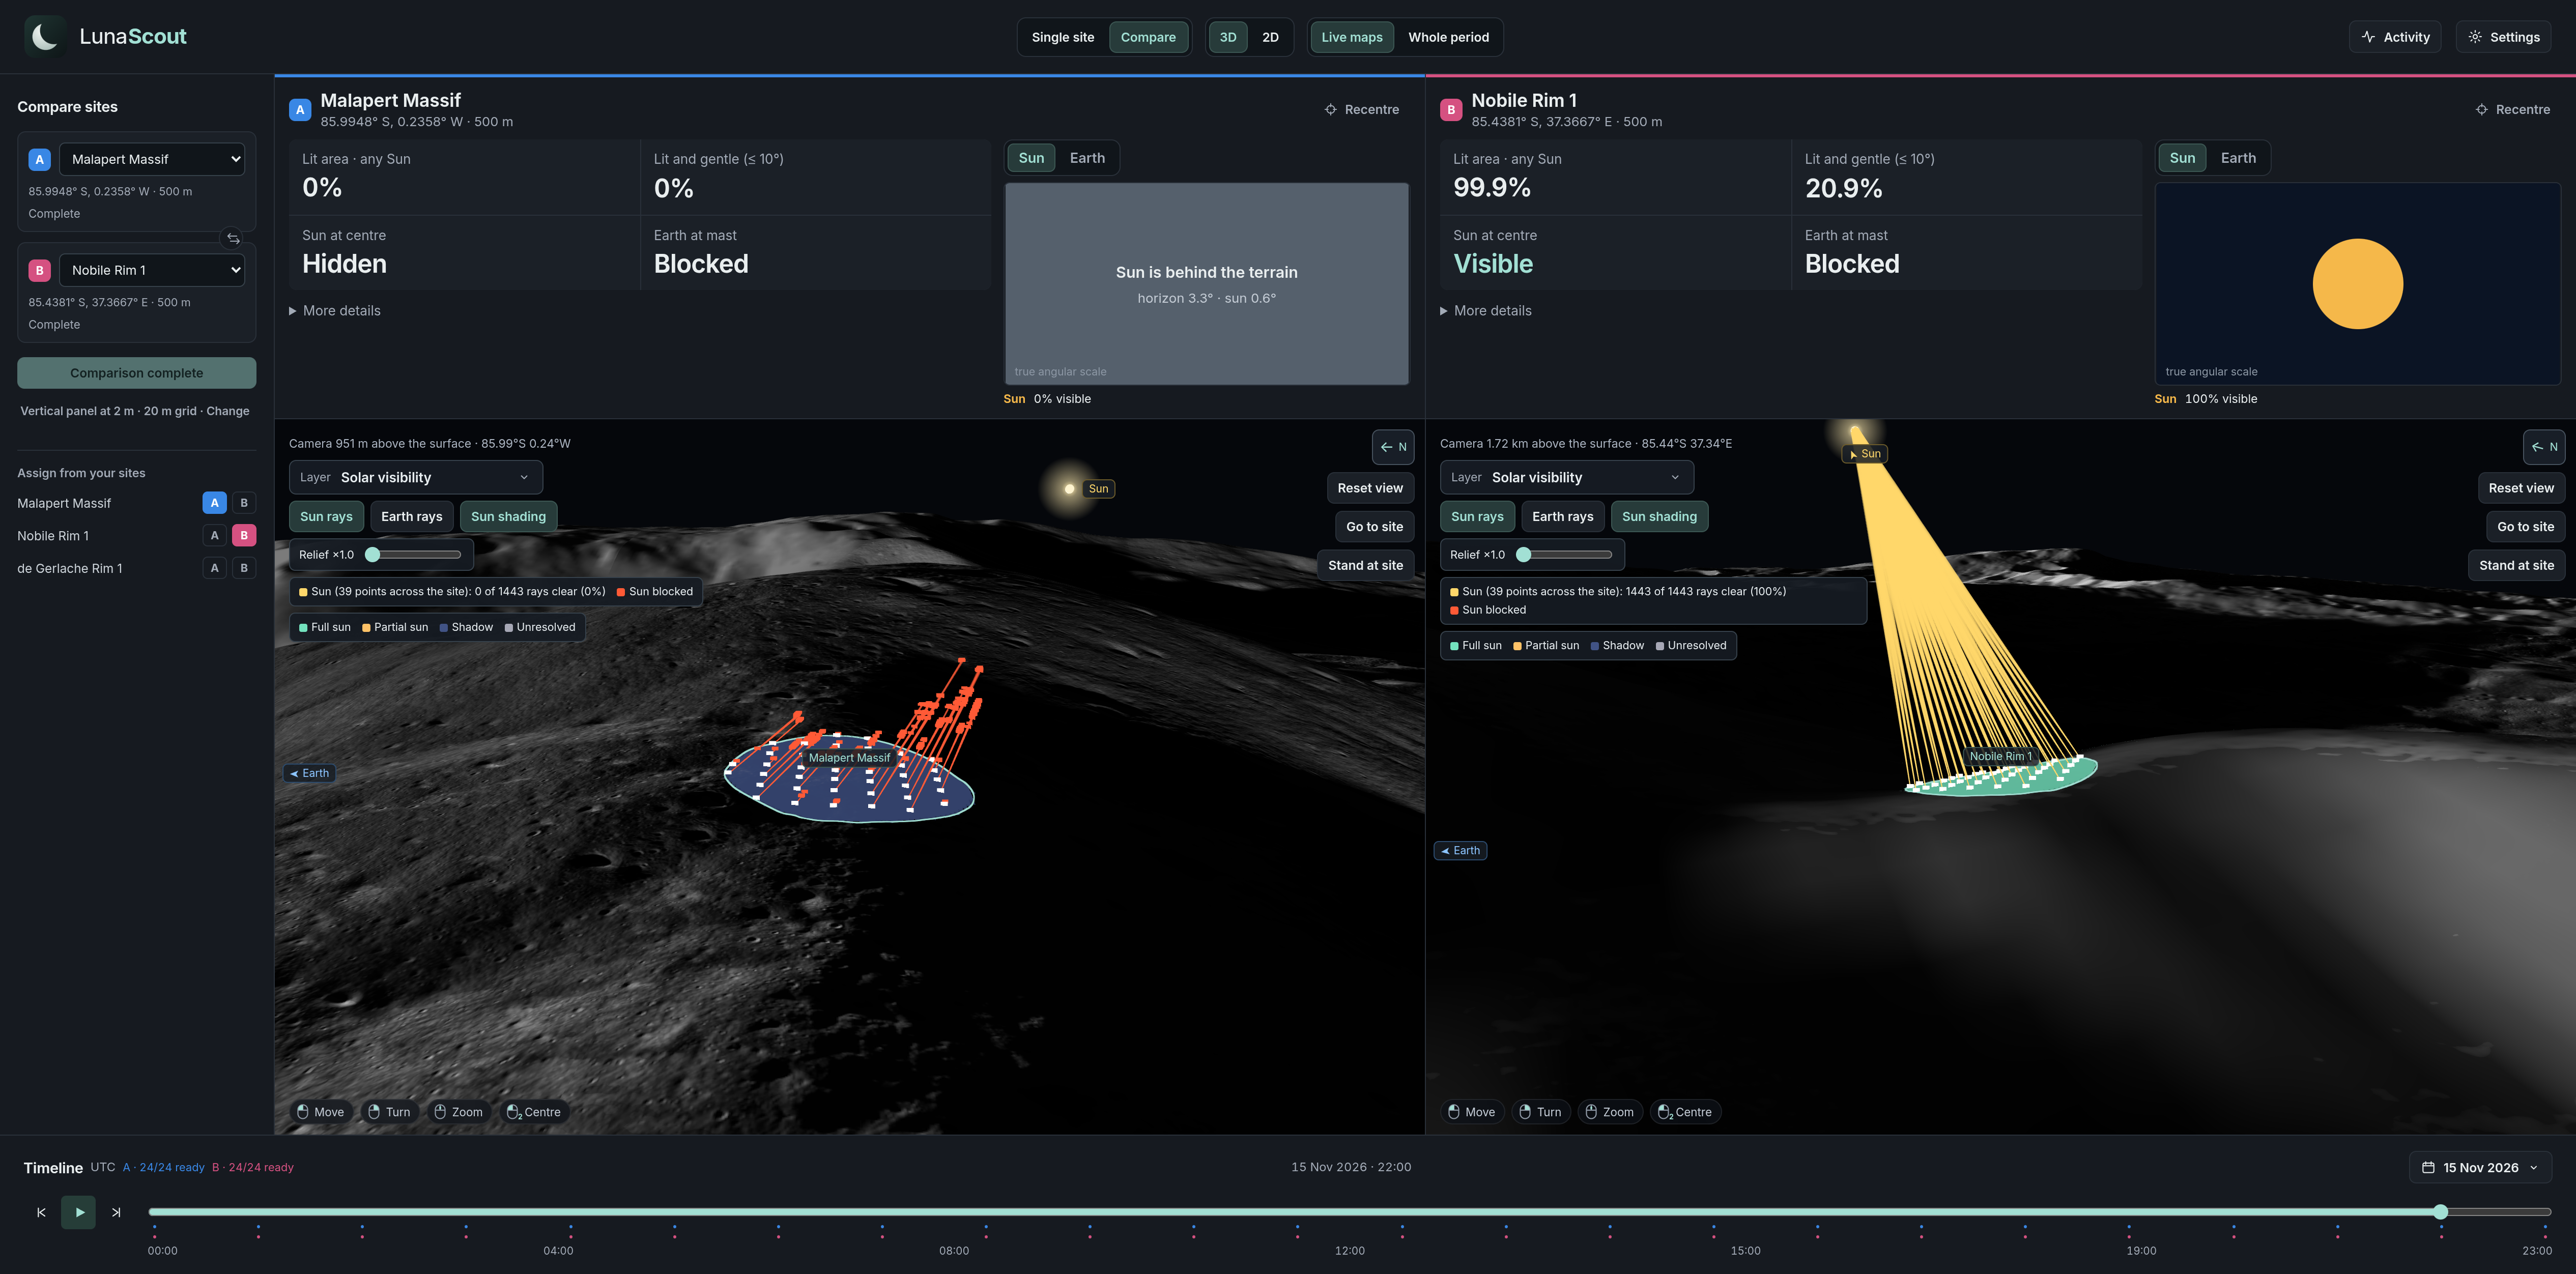 LunaScout
Single site Compare 3D 2D Live maps Whole period
Activity Settings
Compare sites
A Malapert Massif
85.9948° S, 0.2358° W · 500 m
Complete
B Nobile Rim 1
85.4381° S, 37.3667° E · 500 m
Complete
Comparison complete
Vertical panel at 2 m · 20 m grid · Change
Assign from your sites
Malapert Massif A B
Nobile Rim 1 A B
de Gerlache Rim 1 A B
A Malapert Massif
85.9948° S, 0.2358° W · 500 m
Recentre
Lit area · any Sun
0%
Lit and gentle (≤ 10°)
0%
Sun at centre
Hidden
Earth at mast
Blocked
More details
Sun Earth
Sun is behind the terrain
horizon 3.3° · sun 0.6°
true angular scale
Sun 0% visible
Camera 951 m above the surface · 85.99°S 0.24°W
Layer Solar visibility
Sun rays Earth rays Sun shading
Relief ×1.0
Sun (39 points across the site): 0 of 1443 rays clear (0%) Sun blocked
Full sun Partial sun Shadow Unresolved
Sun
N
Reset view
Go to site
Stand at site
Malapert Massif
Earth
Move Turn Zoom 2 Centre
B Nobile Rim 1
85.4381° S, 37.3667° E · 500 m
Recentre
Lit area · any Sun
99.9%
Lit and gentle (≤ 10°)
20.9%
Sun at centre
Visible
Earth at mast
Blocked
More details
Sun Earth
true angular scale
Sun 100% visible
Camera 1.72 km above the surface · 85.44°S 37.34°E
Layer Solar visibility
Sun rays Earth rays Sun shading
Relief ×1.0
Sun (39 points across the site): 1443 of 1443 rays clear (100%)
Sun blocked
Full sun Partial sun Shadow Unresolved
Sun
N
Reset view
Go to site
Stand at site
Nobile Rim 1
Earth
Move Turn Zoom 2 Centre
Timeline UTC A · 24/24 ready B · 24/24 ready
15 Nov 2026 · 22:00
15 Nov 2026
00:00 04:00 08:00 12:00 15:00 19:00 23:00